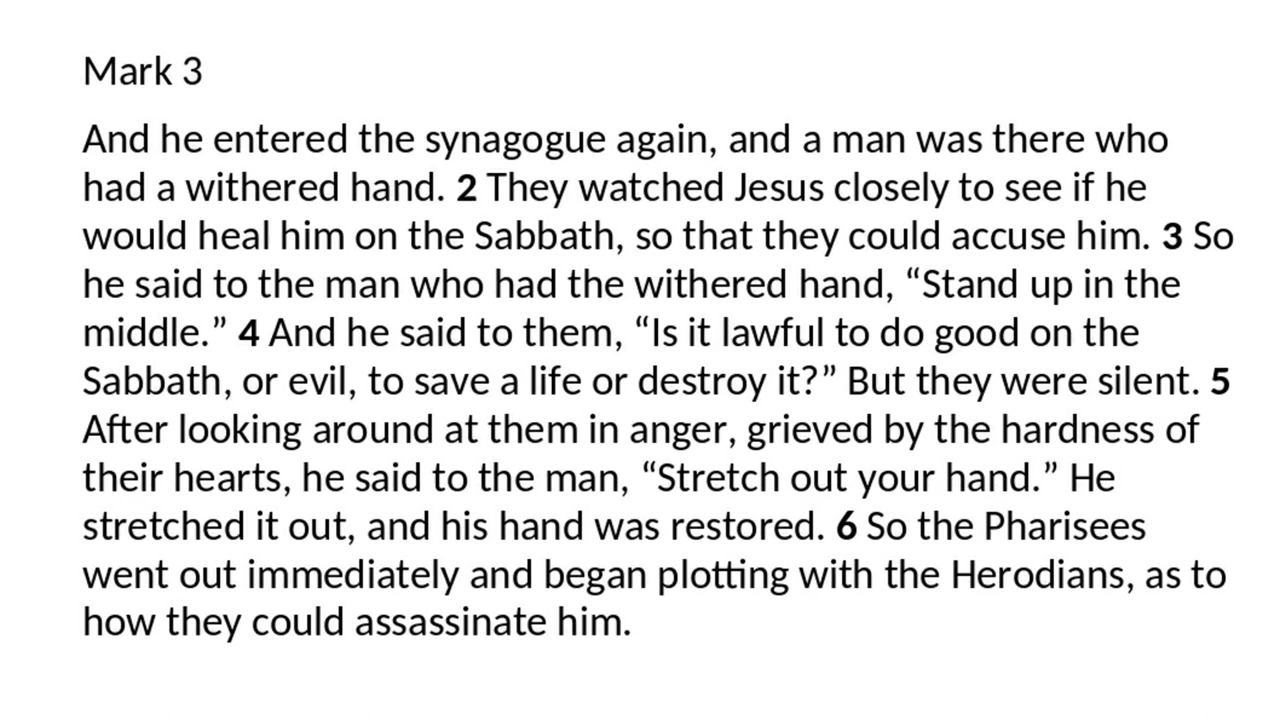 Mark 3
And he entered the synagogue again, and a man was there who
had a withered hand. 2 They watched Jesus closely to see if he
would heal him on the Sabbath, so that they could accuse him. 3 So
he said to the man who had the withered hand, “Stand up in the
middle.” 4 And he said to them, “Is it lawful to do good on the
Sabbath, or evil, to save a life or destroy it?” But they were silent. 5
After looking around at them in anger, grieved by the hardness of
their hearts, he said to the man, “Stretch out your hand.” He
stretched it out, and his hand was restored. 6 So the Pharisees
went out immediately and began plotting with the Herodians, as to
how they could assassinate him.